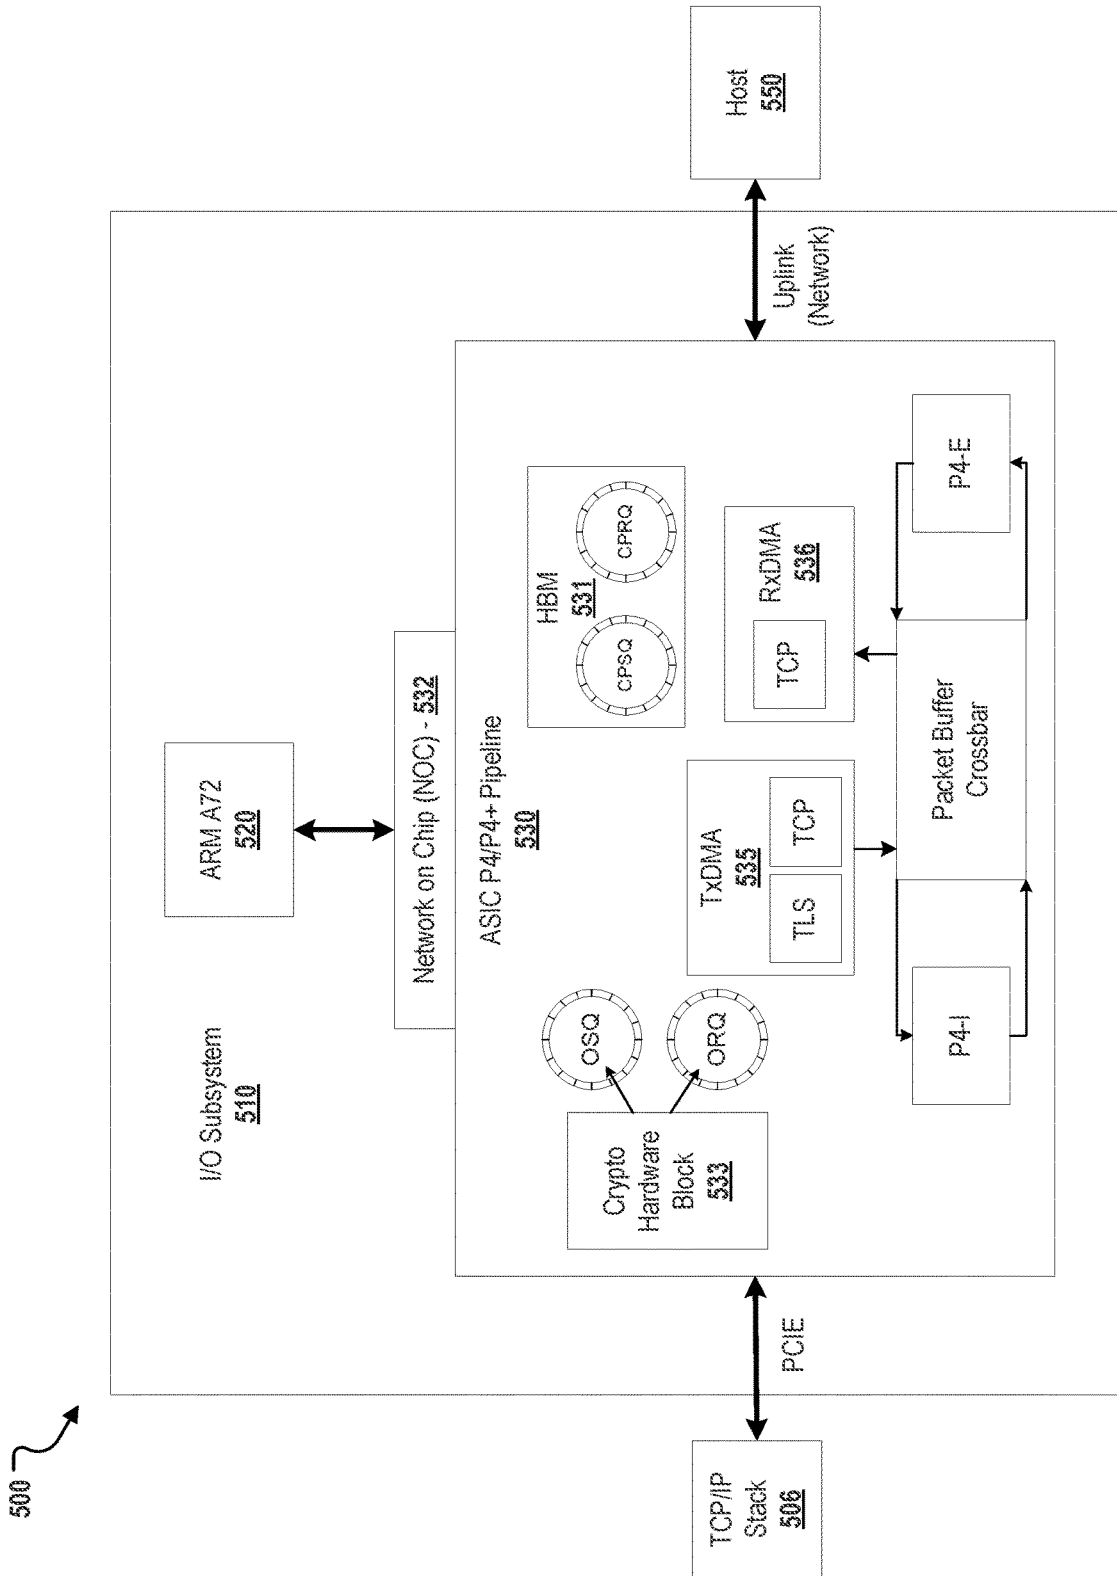 500
I/O Subsystem
510
ARM A72
520
Network on Chip (NOC) - 532
ASIC P4/P4+ Pipeline
530
Crypto
Hardware
Block
533
OSQ
ORQ
HBM
531
CPSQ
CPRQ
TxDMA
535
TLS
TCP
RxDMA
536
TCP
P4-I
Packet Buffer
Crossbar
P4-E
TCP/IP
Stack
506
PCIE
Uplink
(Network)
Host
550